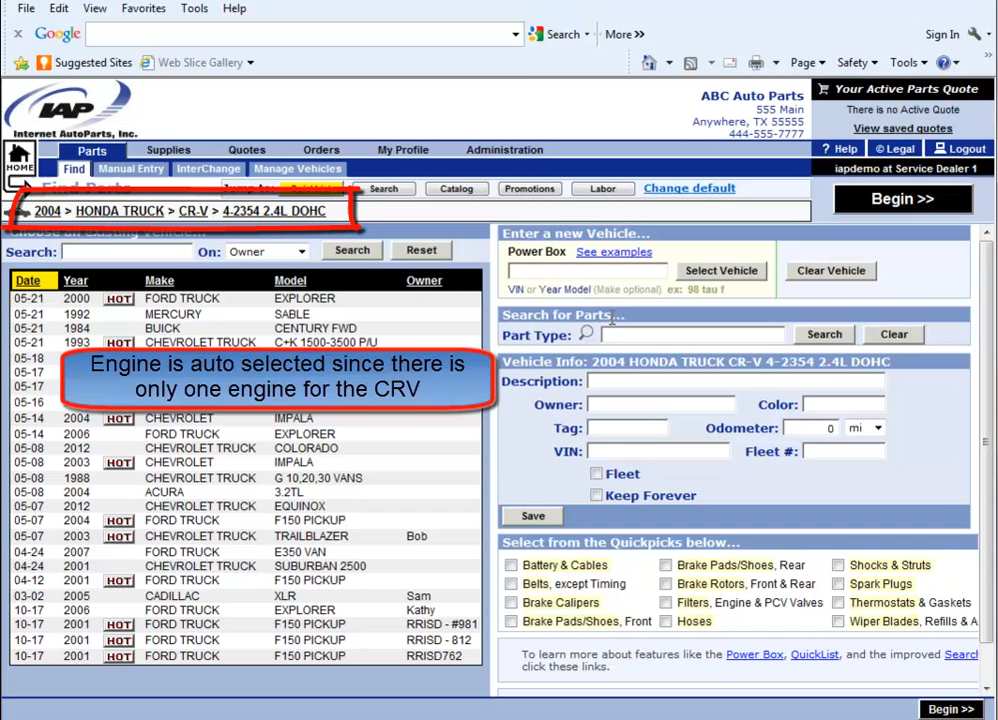 File Edit View Favorites Tools Help
x Google Search More >> Sign In
Suggested Sites Web Slice Gallery Page Safety Tools
IAP
Internet AutoParts, Inc.
ABC Auto Parts
555 Main
Anywhere, TX 55555
444-555-7777
Your Active Parts Quote
There is no Active Quote
View saved quotes
HOME Parts Supplies Quotes Orders My Profile Administration ? Help © Legal Logout
Find Manual Entry InterChange Manage Vehicles iapdemo at Service Dealer 1
Search Catalog Promotions Labor Change default Begin >>
2004 > HONDA TRUCK > CR-V > 4-2354 2.4L DOHC
Search: On: Owner Search Reset
Date Year Make Model Owner
05-21 2000 HOT FORD TRUCK EXPLORER
05-21 1992 MERCURY SABLE
05-21 1984 BUICK CENTURY FWD
05-21 1993 HOT CHEVROLET TRUCK C+K 1500-3500 P/U
05-18
05-17
05-17
05-16
Engine is auto selected since there is
only one engine for the CRV
05-14 2004 HOT CHEVROLET IMPALA
05-14 2006 FORD TRUCK EXPLORER
05-08 2012 CHEVROLET TRUCK COLORADO
05-08 2003 HOT CHEVROLET IMPALA
05-08 1988 CHEVROLET TRUCK G 10,20,30 VANS
05-08 2004 ACURA 3.2TL
05-07 2012 CHEVROLET TRUCK EQUINOX
05-07 2004 HOT FORD TRUCK F150 PICKUP
05-07 2003 HOT CHEVROLET TRUCK TRAILBLAZER Bob
04-24 2007 FORD TRUCK E350 VAN
04-24 2001 CHEVROLET TRUCK SUBURBAN 2500
04-12 2001 HOT FORD TRUCK F150 PICKUP
03-02 2005 CADILLAC XLR Sam
10-17 2006 FORD TRUCK EXPLORER Kathy
10-17 2001 HOT FORD TRUCK F150 PICKUP RRISD - #981
10-17 2001 HOT FORD TRUCK F150 PICKUP RRISD - 812
10-17 2001 HOT FORD TRUCK F150 PICKUP RRISD762
Enter a new Vehicle...
Power Box See examples
Select Vehicle Clear Vehicle
VIN or Year Model (Make optional) ex: 98 tau f
Search for Parts...
Part Type: Search Clear
Vehicle Info: 2004 HONDA TRUCK CR-V 4-2354 2.4L DOHC
Description:
Owner: Color:
Tag: Odometer: 0 mi
VIN: Fleet #:
Fleet
Keep Forever
Save
Select from the Quickpicks below...
Battery & Cables Brake Pads/Shoes, Rear Shocks & Struts
Belts, except Timing Brake Rotors, Front & Rear Spark Plugs
Brake Calipers Filters, Engine & PCV Valves Thermostats & Gaskets
Brake Pads/Shoes, Front Hoses Wiper Blades, Refills & A
To learn more about features like the Power Box, QuickList, and the improved Search
click these links.
Begin >>